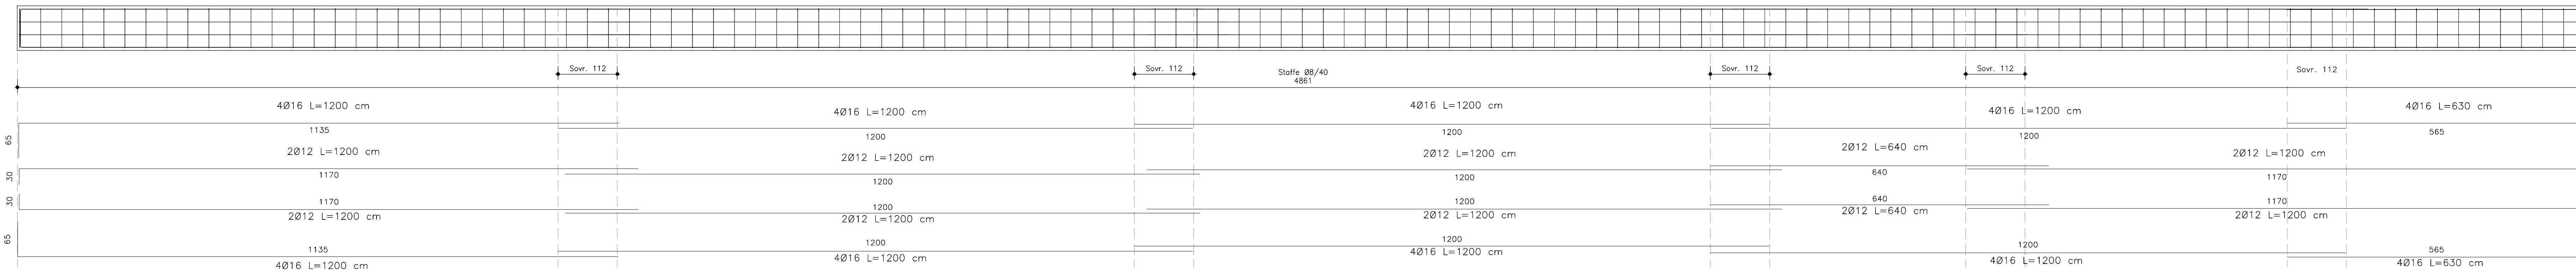 Sovr. 112
Sovr. 112
Staffe Ø8/40
4861
Sovr. 112
Sovr. 112
Sovr. 112
4Ø16 L=1200 cm
1135
4Ø16 L=1200 cm
1200
4Ø16 L=1200 cm
1200
4Ø16 L=1200 cm
1200
4Ø16 L=630 cm
565
65
2Ø12 L=1200 cm
1170
2Ø12 L=1200 cm
1200
2Ø12 L=1200 cm
1200
2Ø12 L=640 cm
640
2Ø12 L=1200 cm
1170
30
30
1170
2Ø12 L=1200 cm
1200
2Ø12 L=1200 cm
1200
2Ø12 L=1200 cm
640
2Ø12 L=640 cm
1170
2Ø12 L=1200 cm
65
1135
4Ø16 L=1200 cm
1200
4Ø16 L=1200 cm
1200
4Ø16 L=1200 cm
1200
4Ø16 L=1200 cm
565
4Ø16 L=630 cm